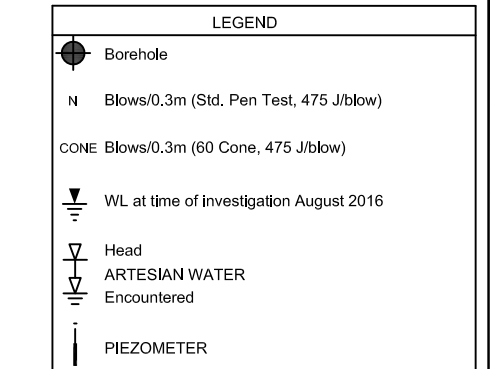 LEGEND
Borehole
N Blows/0.3m (Std. Pen Test, 475 J/blow)
CONE Blows/0.3m (60 Cone, 475 J/blow)
WL at time of investigation August 2016
Head
ARTESIAN WATER
Encountered
PIEZOMETER